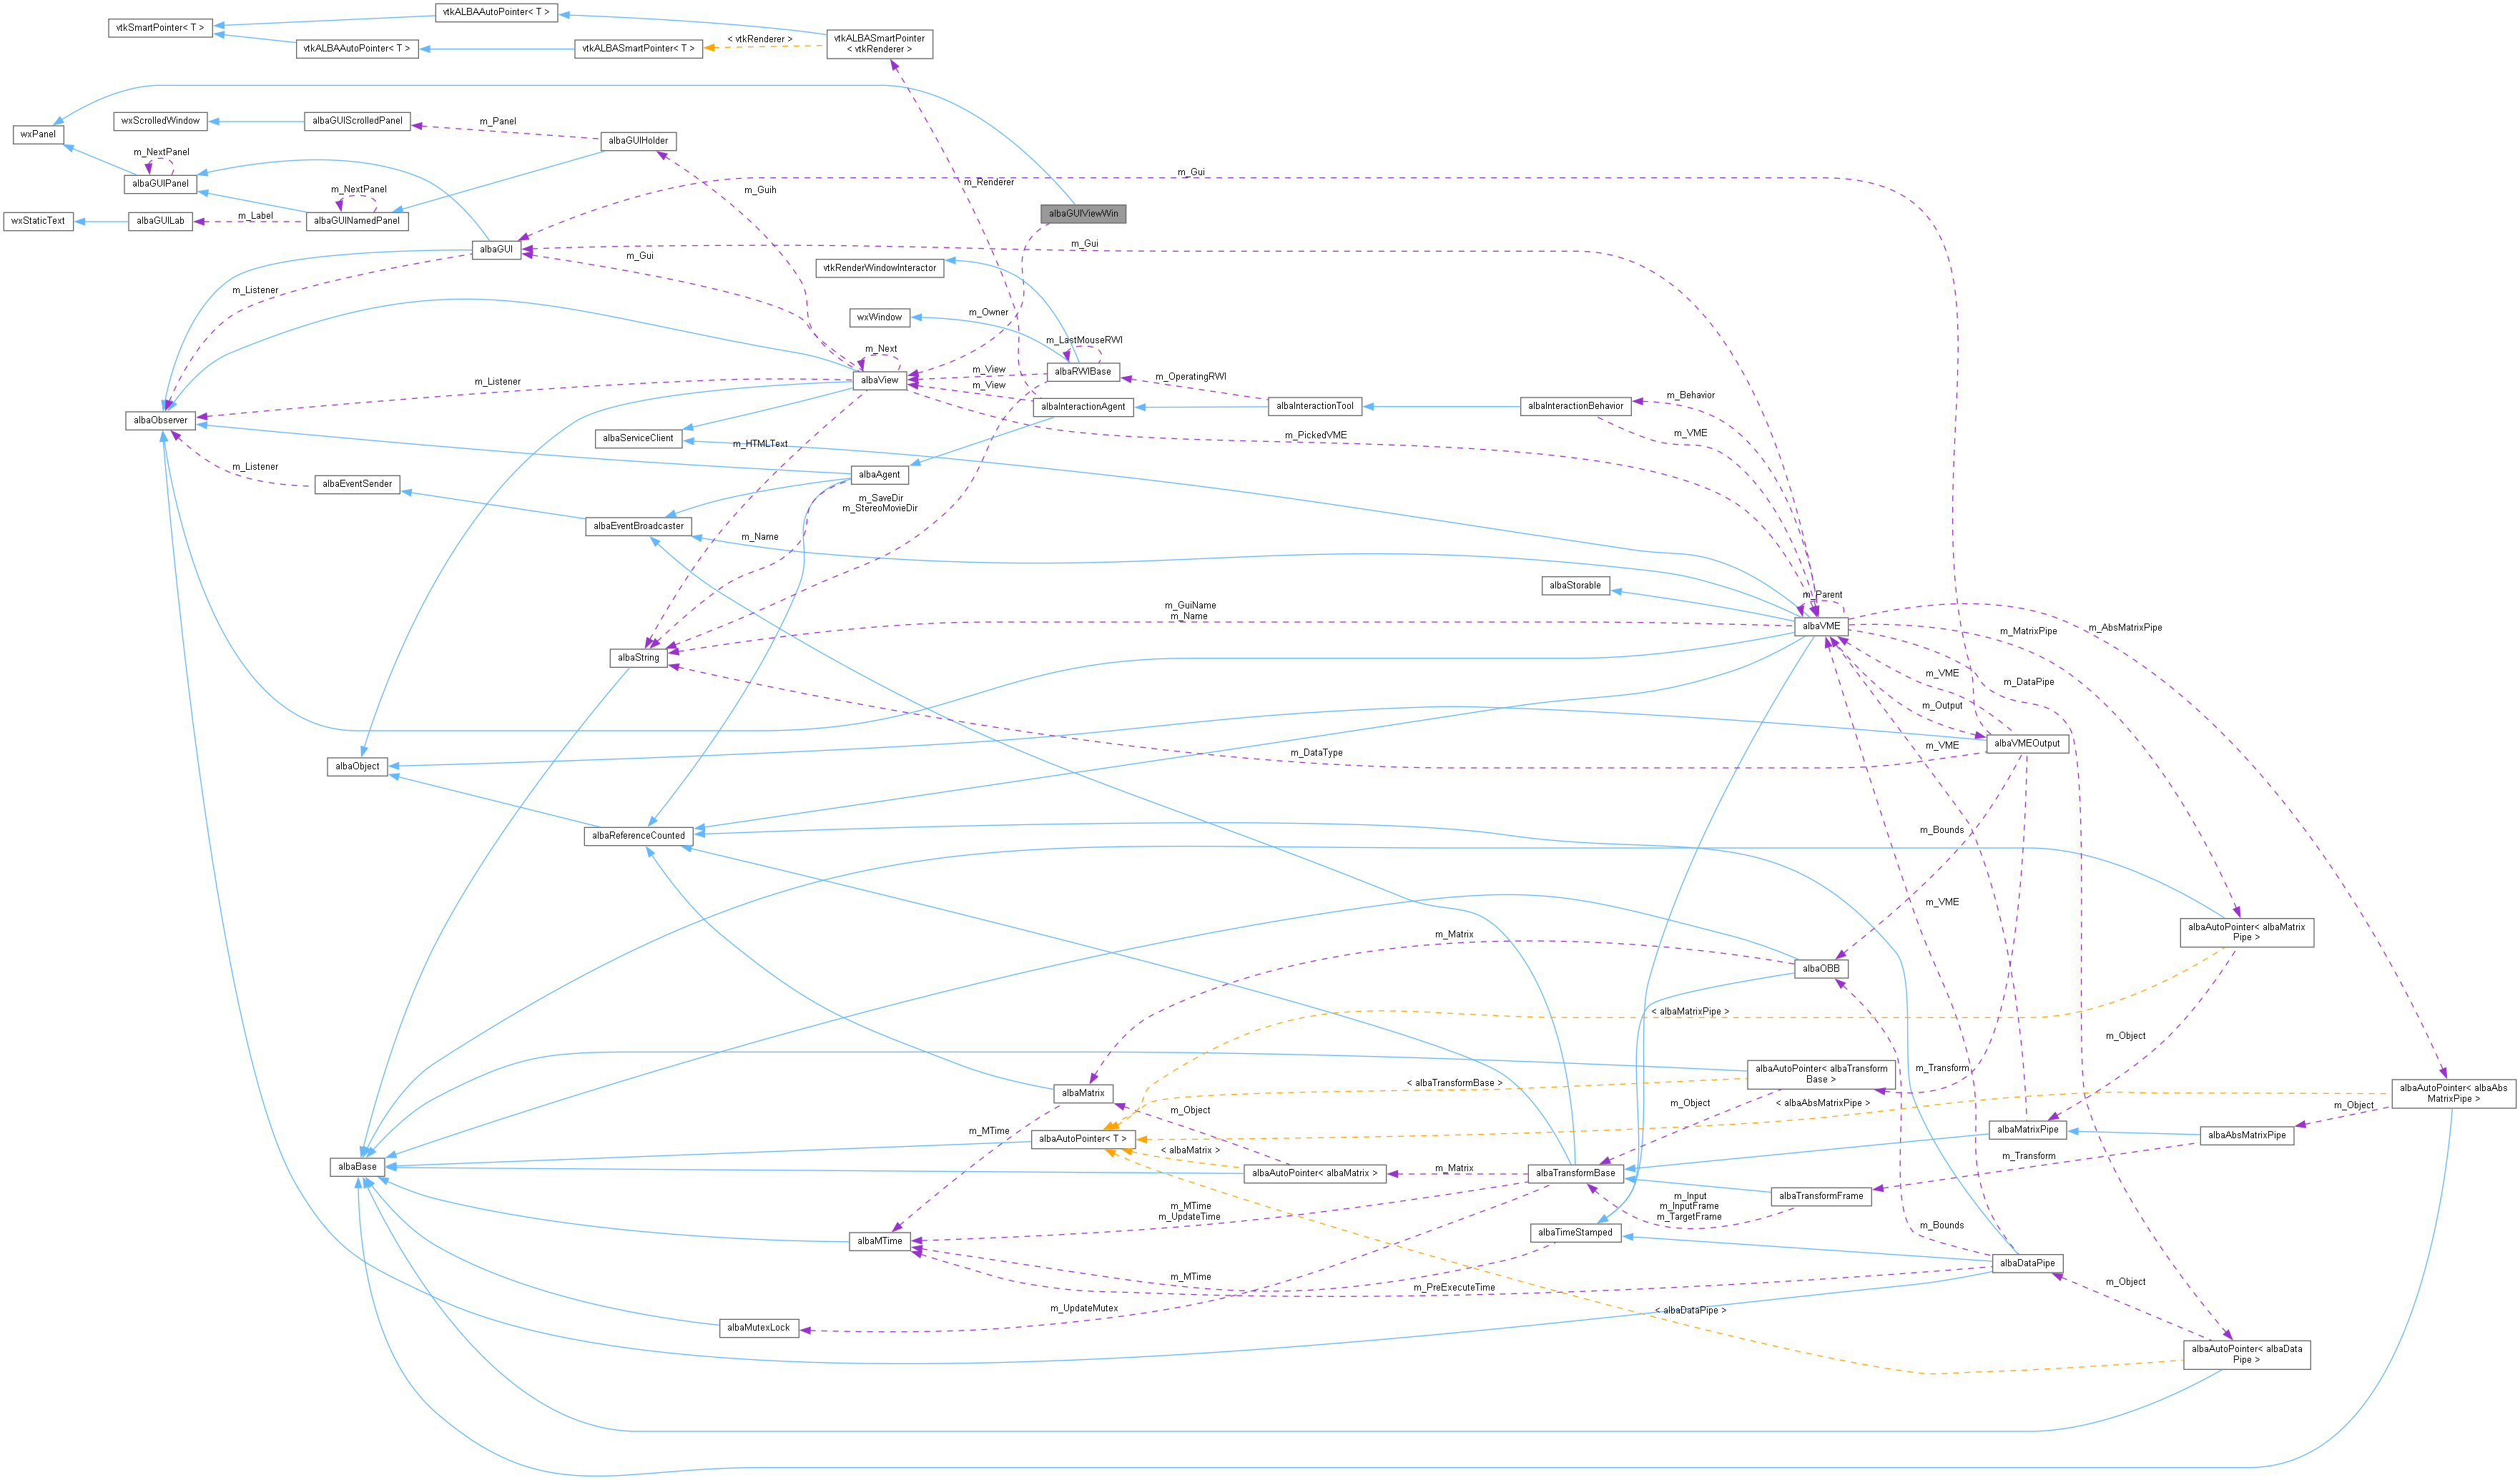 vtkALBAAutoPointer< T >
vtkSmartPointer< T >
vtkALBAAutoPointer< T >
vtkALBASmartPointer< T >
< vtkRenderer >
vtkALBASmartPointer
< vtkRenderer >
wxScrolledWindow
albaGUIScrolledPanel
m_Panel
wxPanel
albaGUIHolder
m_NextPanel
albaGUIPanel
m_NextPanel
m_Guih
m_Renderer
m_Gui
wxStaticText
albaGUILab
m_Label
albaGUINamedPanel
albaGUIViewWin
albaGUI
m_Gui
m_Gui
vtkRenderWindowInteractor
m_Listener
wxWindow
m_Owner
m_Next
m_LastMouseRWI
albaView
m_View
albaRWIBase
m_Listener
m_View
m_OperatingRWI
m_Behavior
albaInteractionAgent
albaInteractionTool
albaInteractionBehavior
albaObserver
albaServiceClient
m_HTMLText
m_PickedVME
m_VME
m_Listener
albaAgent
albaEventSender
m_SaveDir
m_StereoMovieDir
albaEventBroadcaster
m_Name
albaStorable
m_Parent
m_GuiName
m_Name
albaVME
m_MatrixPipe
m_AbsMatrixPipe
albaString
m_VME
m_DataPipe
m_Output
m_DataType
m_VME
albaVMEOutput
albaObject
albaReferenceCounted
m_Bounds
m_VME
albaAutoPointer< albaMatrix
Pipe >
m_Matrix
albaOBB
< albaMatrixPipe >
m_Object
albaAutoPointer< albaTransform
Base >
m_Transform
< albaTransformBase >
albaMatrix
albaAutoPointer< albaAbs
MatrixPipe >
m_Object
m_Object
< albaAbsMatrixPipe >
m_Object
m_MTime
albaAutoPointer< T >
albaMatrixPipe
albaAbsMatrixPipe
< albaMatrix >
m_Transform
albaBase
albaAutoPointer< albaMatrix >
m_Matrix
albaTransformBase
albaTransformFrame
m_Input
m_InputFrame
m_TargetFrame
m_MTime
m_UpdateTime
albaMTime
albaTimeStamped
m_Bounds
albaDataPipe
m_MTime
m_PreExecuteTime
m_Object
m_UpdateMutex
< albaDataPipe >
albaMutexLock
albaAutoPointer< albaData
Pipe >